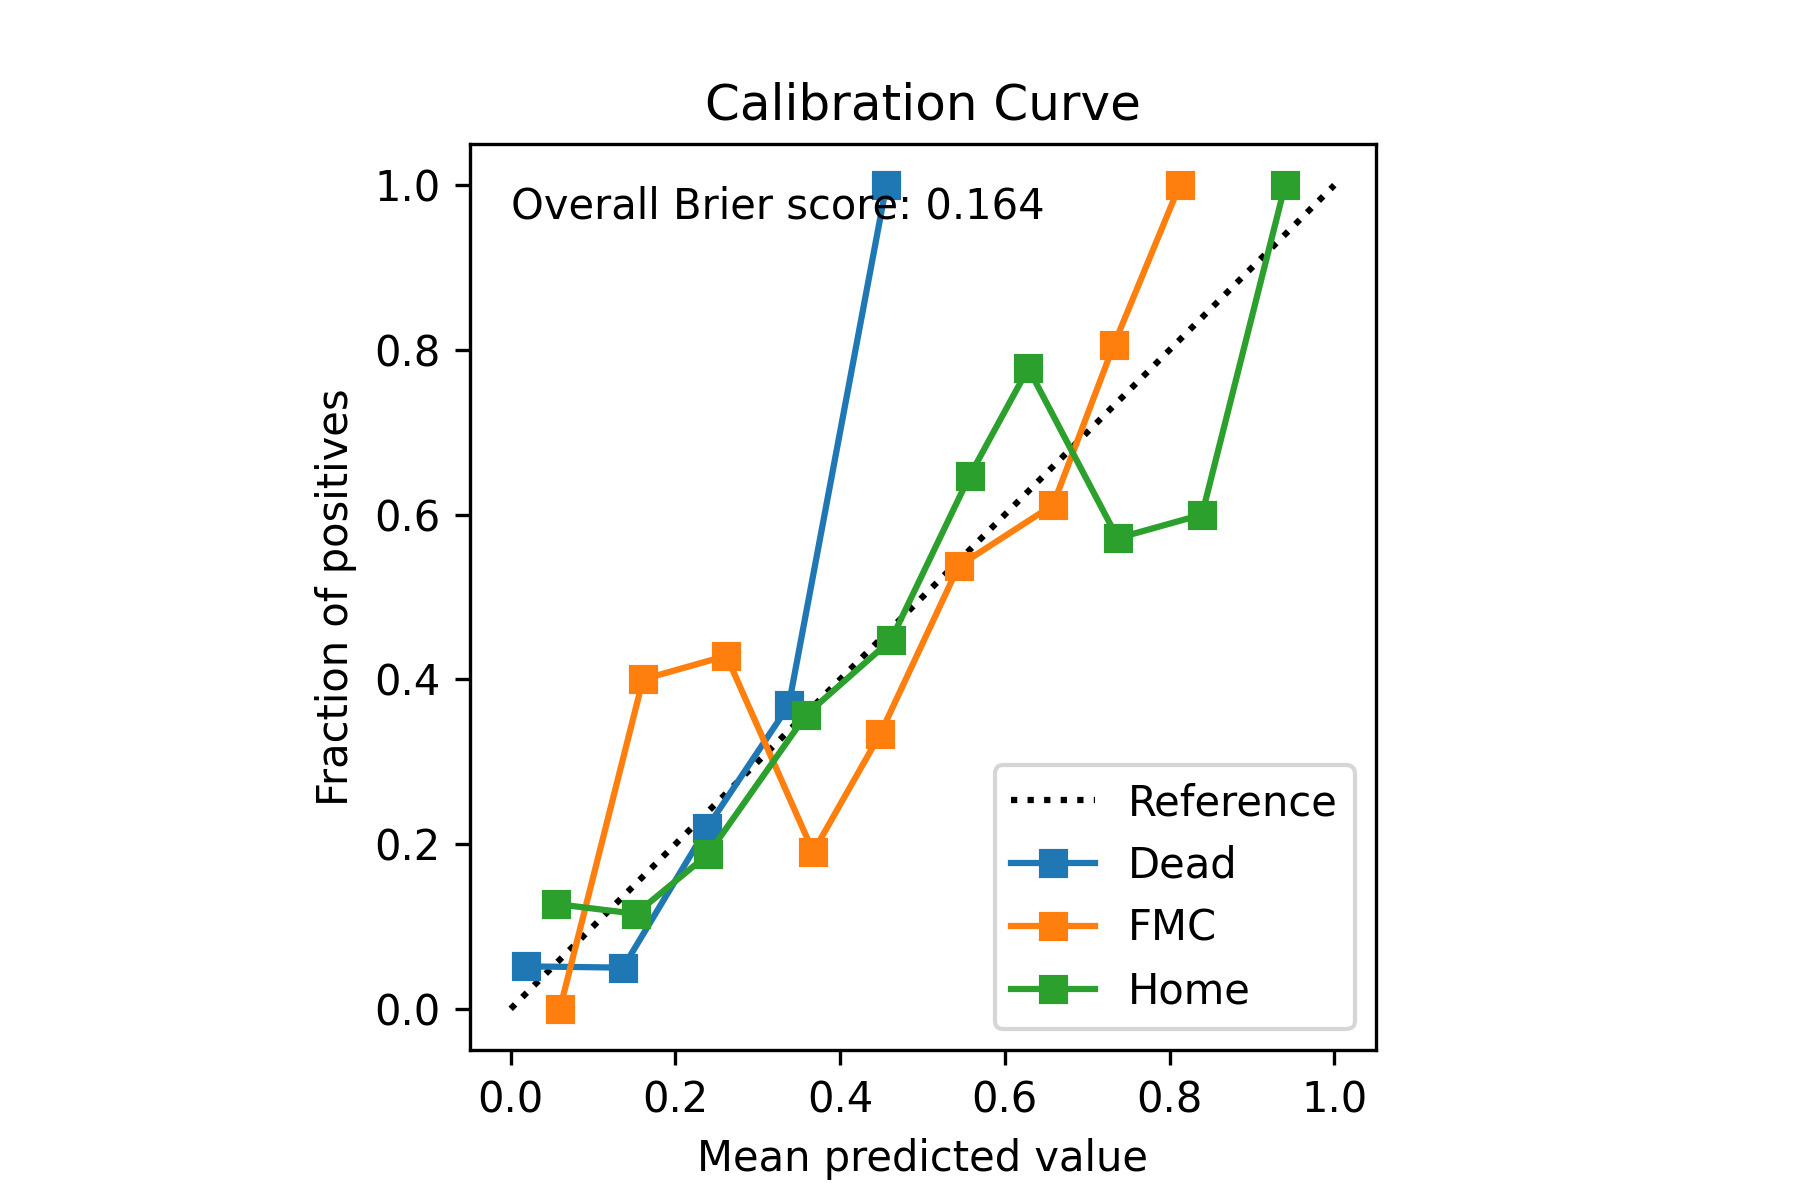 Calibration Curve
Overall Brier score: 0.164
1.0
0.8
0.6
0.4
0.2
0.0
Fraction of positives
Reference
Dead
FMC
Home
0.0 0.2 0.4 0.6 0.8 1.0
Mean predicted value